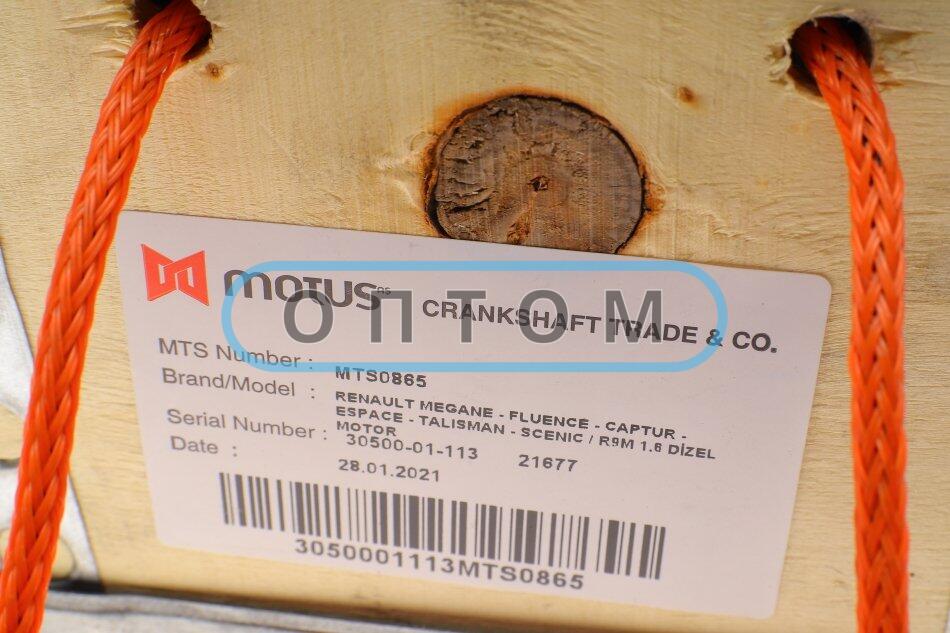 MOTUS AS CRANKSHAFT TRADE & CO.
ОПТОМ
MTS Number : MTS0865
Brand/Model : RENAULT MEGANE - FLUENCE - CAPTUR -
ESPACE - TALISMAN - SCENIC / R9M 1.6 DİZEL
MOTOR
Serial Number : 30500-01-113 21677
Date : 28.01.2021
3050001113MTS0865